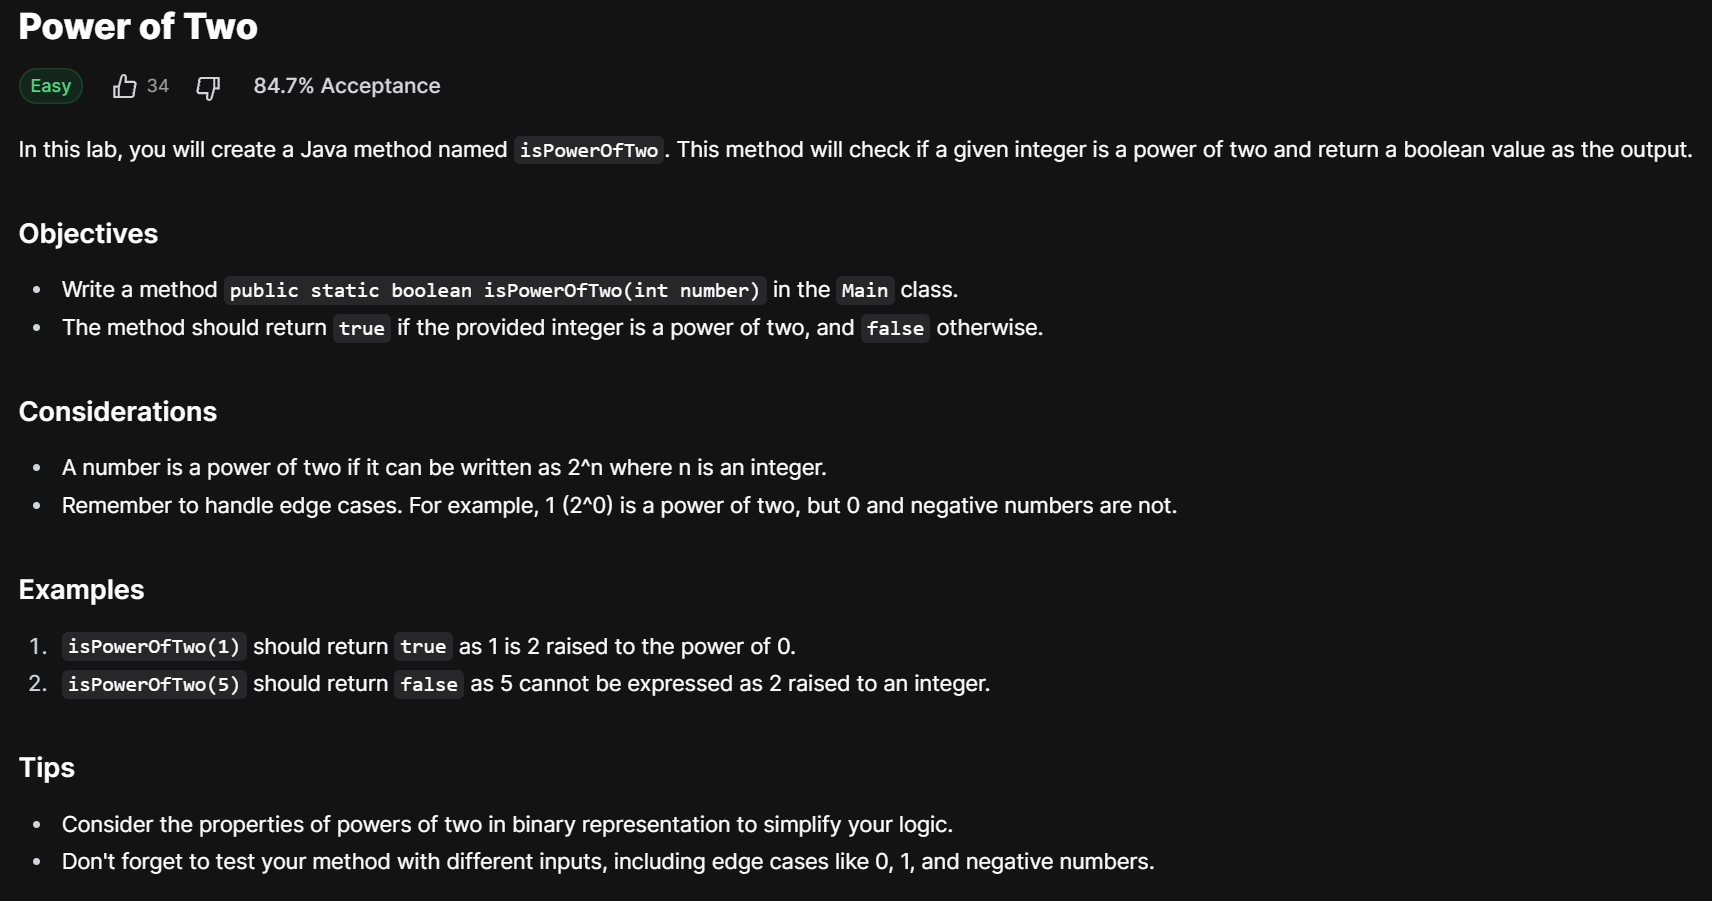 Power of Two
Easy 34 84.7% Acceptance
In this lab, you will create a Java method named isPowerOfTwo. This method will check if a given integer is a power of two and return a boolean value as the output.
Objectives
• Write a method public static boolean isPowerOfTwo(int number) in the Main class.
• The method should return true if the provided integer is a power of two, and false otherwise.
Considerations
• A number is a power of two if it can be written as 2^n where n is an integer.
• Remember to handle edge cases. For example, 1 (2^0) is a power of two, but 0 and negative numbers are not.
Examples
1. isPowerOfTwo(1) should return true as 1 is 2 raised to the power of 0.
2. isPowerOfTwo(5) should return false as 5 cannot be expressed as 2 raised to an integer.
Tips
• Consider the properties of powers of two in binary representation to simplify your logic.
• Don't forget to test your method with different inputs, including edge cases like 0, 1, and negative numbers.